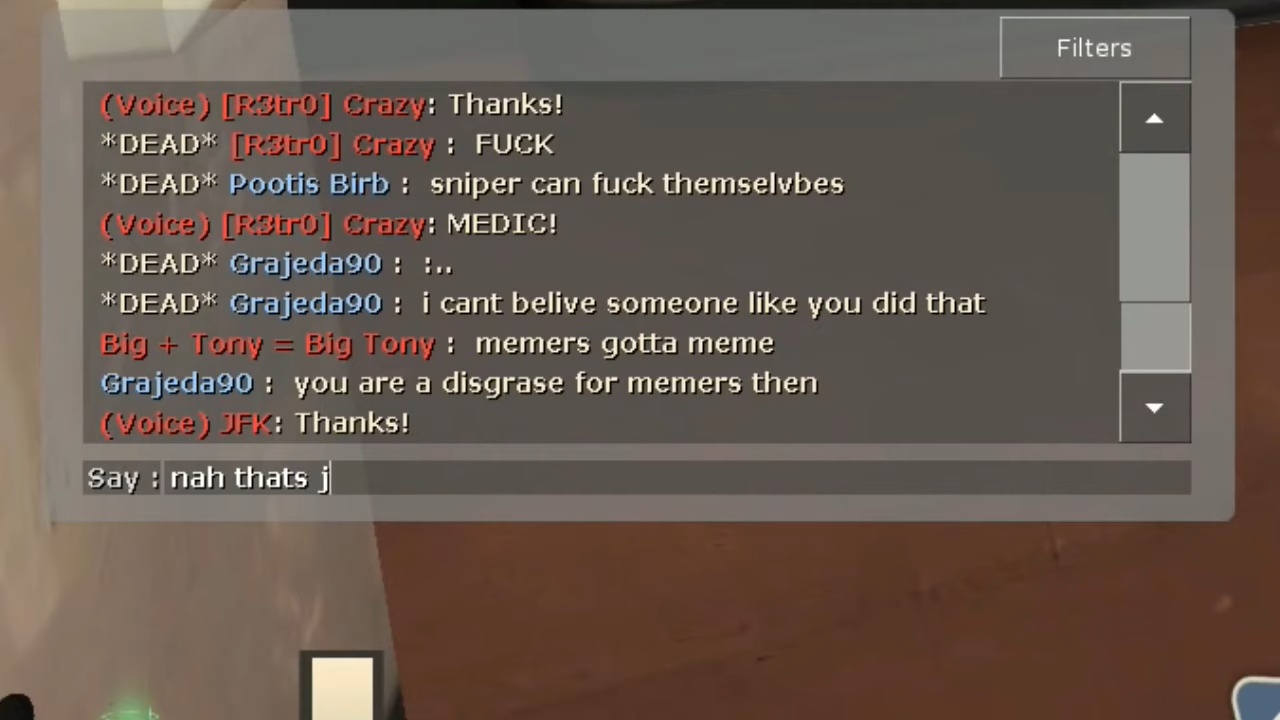 Filters
(Voice) [R3tr0] Crazy: Thanks!
*DEAD* [R3tr0] Crazy :  FUCK
*DEAD* Pootis Birb :  sniper can fuck themselvbes
(Voice) [R3tr0] Crazy: MEDIC!
*DEAD* Grajeda90 :  :..
*DEAD* Grajeda90 :  i cant belive someone like you did that
Big + Tony = Big Tony :  memers gotta meme
Grajeda90 :  you are a disgrase for memers then
(Voice) JFK: Thanks!
Say : nah thats j